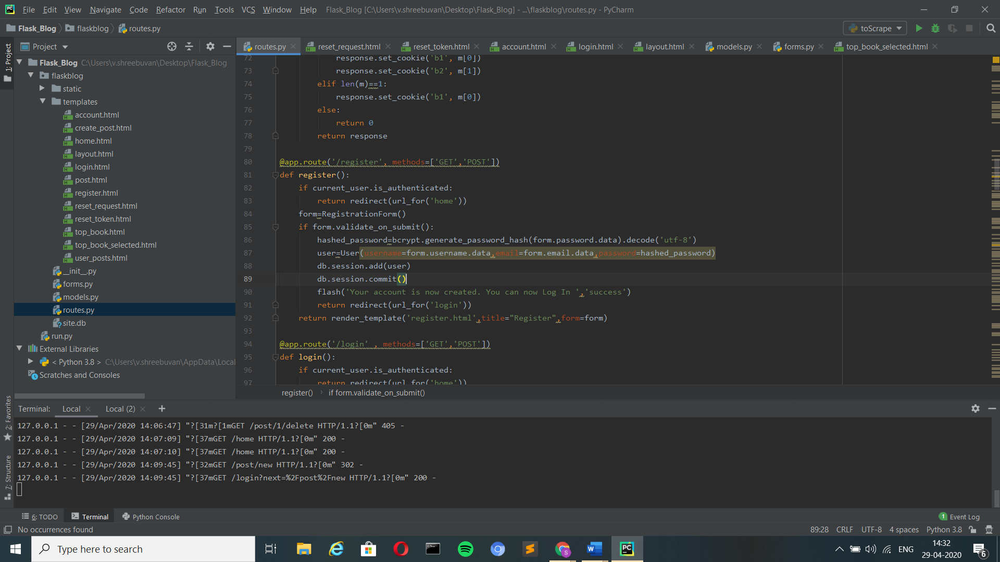 File Edit View Navigate Code Refactor Run Tools VCS Window Help Flask_Blog [C:\Users\v.shreebuvan\Desktop\Flask_Blog] - ...\flaskblog\routes.py - PyCharm
Flask_Blog flaskblog routes.py toScrape
Project routes.py reset_request.html reset_token.html account.html login.html layout.html models.py forms.py top_book_selected.html
1: Project
Flask_Blog C:\Users\v.shreebuvan\Desktop\Flask_Blog
flaskblog
static
templates
account.html
create_post.html
home.html
layout.html
login.html
post.html
register.html
reset_request.html
reset_token.html
top_book.html
top_book_selected.html
user_posts.html
__init__.py
forms.py
models.py
routes.py
site.db
run.py
External Libraries
< Python 3.8 > C:\Users\v.shreebuvan\AppData\Local
Scratches and Consoles
72 response.set_cookie('b1', m[0])
73 response.set_cookie('b2', m[1])
74 elif len(m)==1:
75 response.set_cookie('b1', m[0])
76 else:
77 return 0
78 return response
79
80 @app.route('/register', methods=['GET','POST'])
81 def register():
82 if current_user.is_authenticated:
83 return redirect(url_for('home'))
84 form=RegistrationForm()
85 if form.validate_on_submit():
86 hashed_password=bcrypt.generate_password_hash(form.password.data).decode('utf-8')
87 user=User(username=form.username.data,email=form.email.data,password=hashed_password)
88 db.session.add(user)
89 db.session.commit()
90 flash('Your account is now created. You can now Log In ','success')
91 return redirect(url_for('login'))
92 return render_template('register.html',title="Register",form=form)
93
94 @app.route('/login' , methods=['GET','POST'])
95 def login():
96 if current_user.is_authenticated:
97 return redirect(url_for('home'))
register() if form.validate_on_submit()
2: Favorites
7: Structure
Terminal: Local Local (2)
127.0.0.1 - - [29/Apr/2020 14:06:47] "?[31m?[1mGET /post/1/delete HTTP/1.1?[0m" 405 -
127.0.0.1 - - [29/Apr/2020 14:07:09] "?[37mGET /home HTTP/1.1?[0m" 200 -
127.0.0.1 - - [29/Apr/2020 14:07:10] "?[37mGET /home HTTP/1.1?[0m" 200 -
127.0.0.1 - - [29/Apr/2020 14:09:45] "?[32mGET /post/new HTTP/1.1?[0m" 302 -
127.0.0.1 - - [29/Apr/2020 14:09:45] "?[37mGET /login?next=%2Fpost%2Fnew HTTP/1.1?[0m" 200 -
6: TODO Terminal Python Console 1 Event Log
No occurrences found 89:28 CRLF UTF-8 4 spaces Python 3.8
Type here to search ENG 14:32
29-04-2020 6